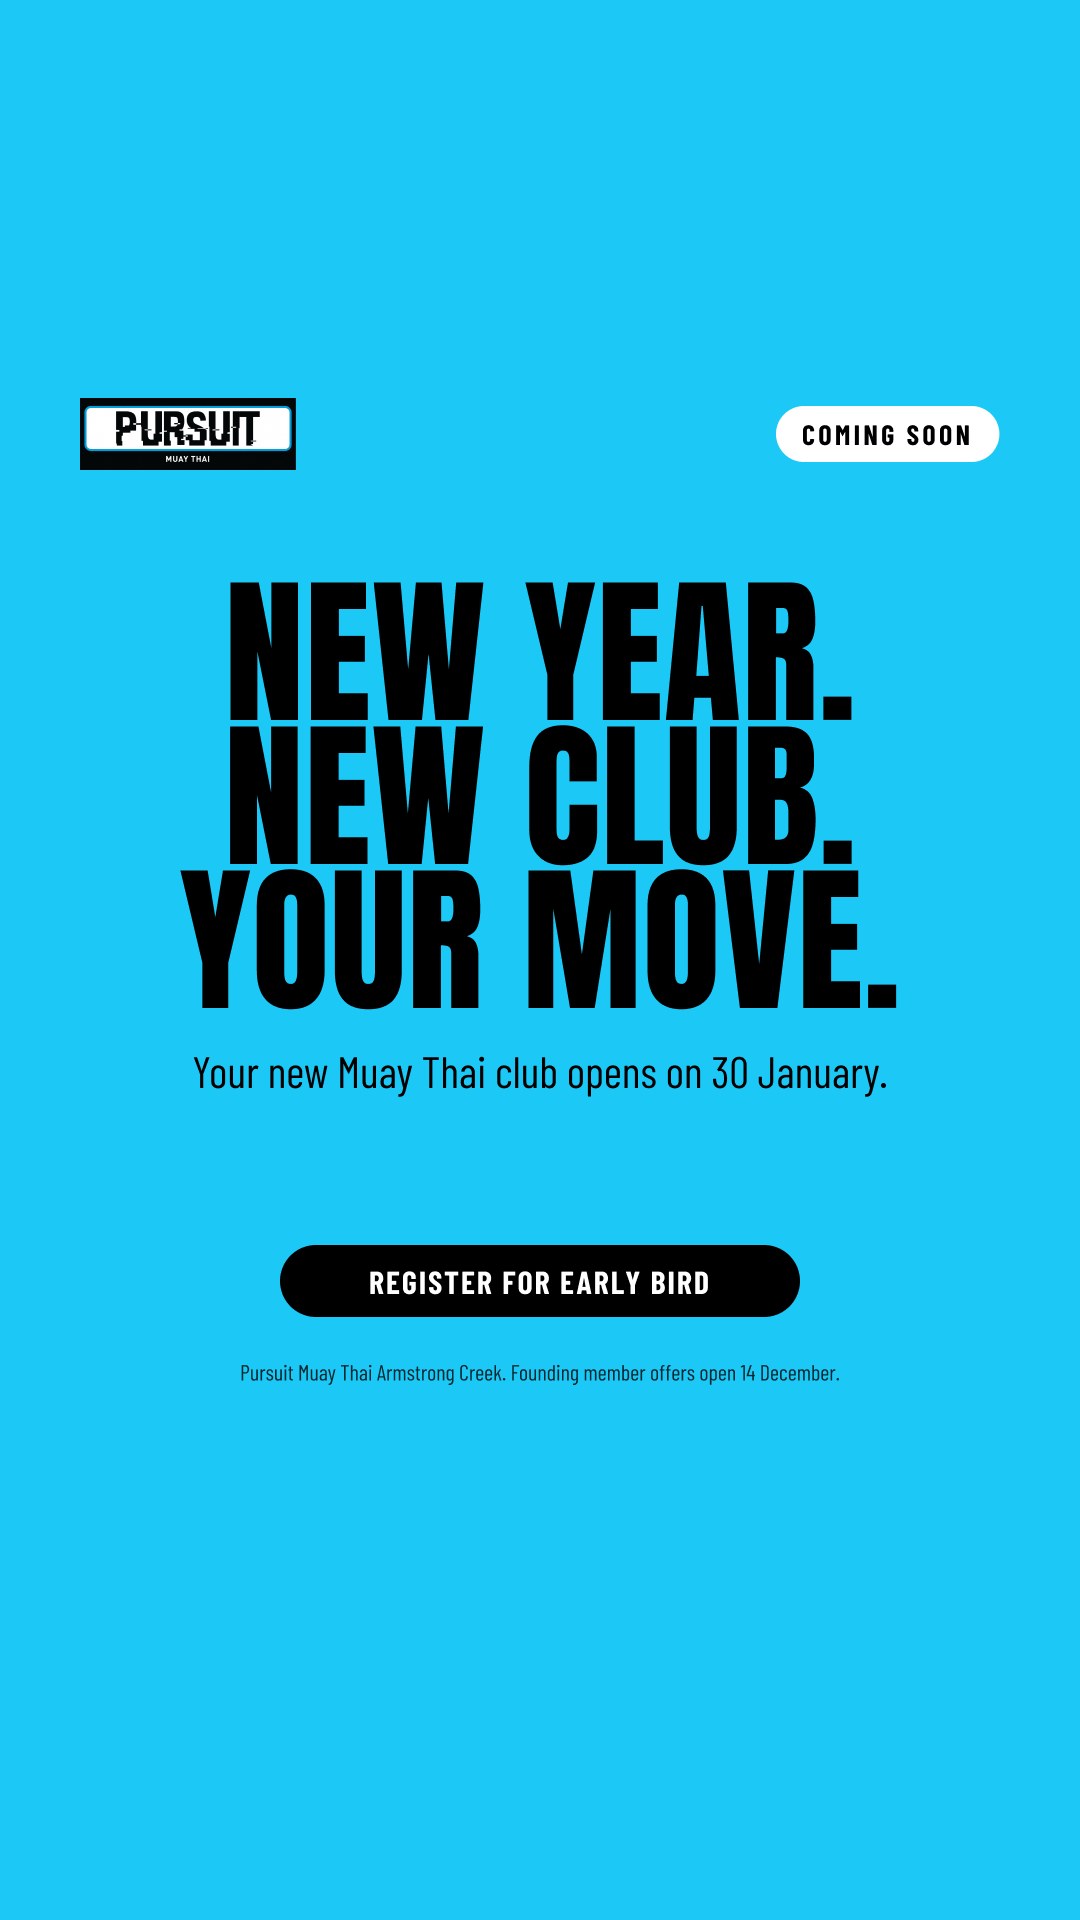 PURSUIT
MUAY THAI
COMING SOON
NEW YEAR.
NEW CLUB.
YOUR MOVE.
Your new Muay Thai club opens on 30 January.
REGISTER FOR EARLY BIRD
Pursuit Muay Thai Armstrong Creek. Founding member offers open 14 December.